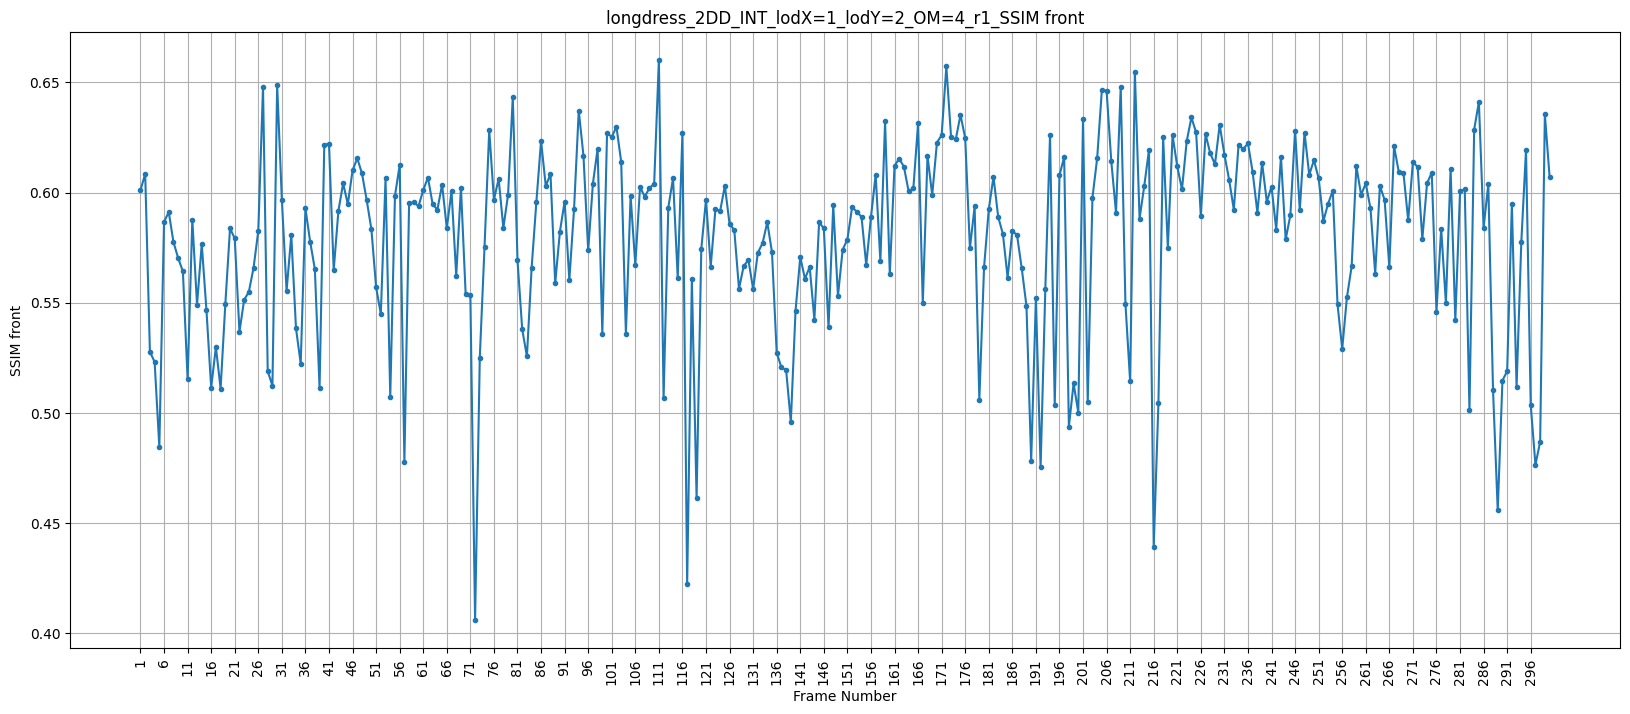 longdress_2DD_INT_lodX=1_lodY=2_OM=4_r1_SSIM front
SSIM front
0.65
0.60
0.55
0.50
0.45
0.40
1 6 11 16 21 26 31 36 41 46 51 56 61 66 71 76 81 86 91 96 101 106 111 116 121 126 131 136 141 146 151 156 161 166 171 176 181 186 191 196 201 206 211 216 221 226 231 236 241 246 251 256 261 266 271 276 281 286 291 296
Frame Number